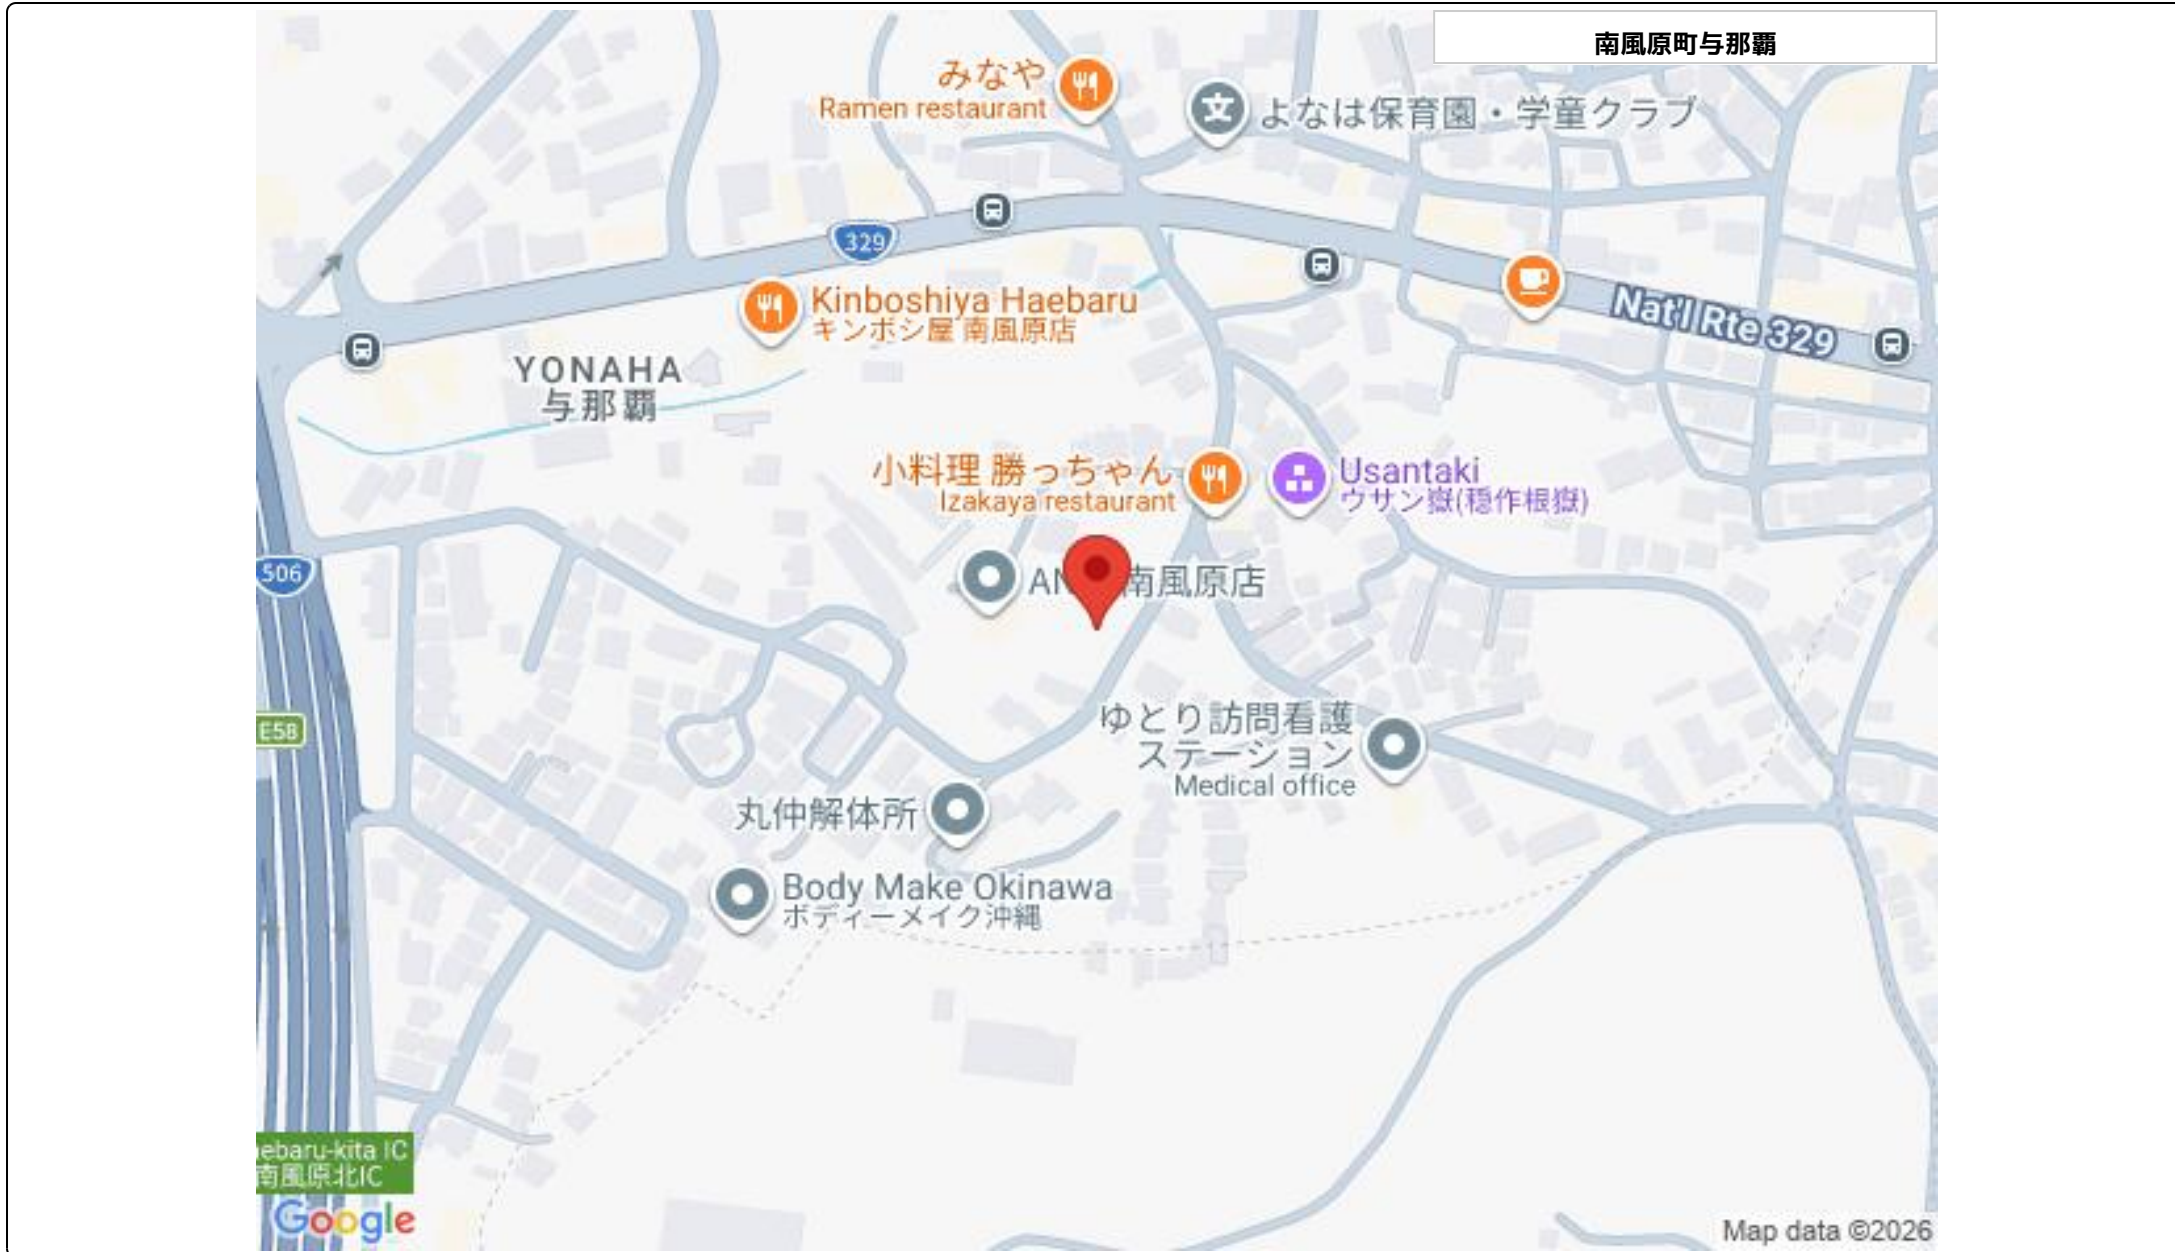 南風原町与那覇
みなや
Ramen restaurant
よなは保育園・学童クラブ
329
Kinboshiya Haebaru
キンボシ屋 南風原店
Nat'l Rte 329
YONAHA
与那覇
小料理 勝っちゃん
Izakaya restaurant
Usantaki
ウサン嶽(穏作根嶽)
506
南風原店
E58
ゆとり訪問看護
ステーション
Medical office
丸仲解体所
Body Make Okinawa
ボディーメイク沖縄
aebaru-kita IC
南風原北IC
Google
Map data ©2026